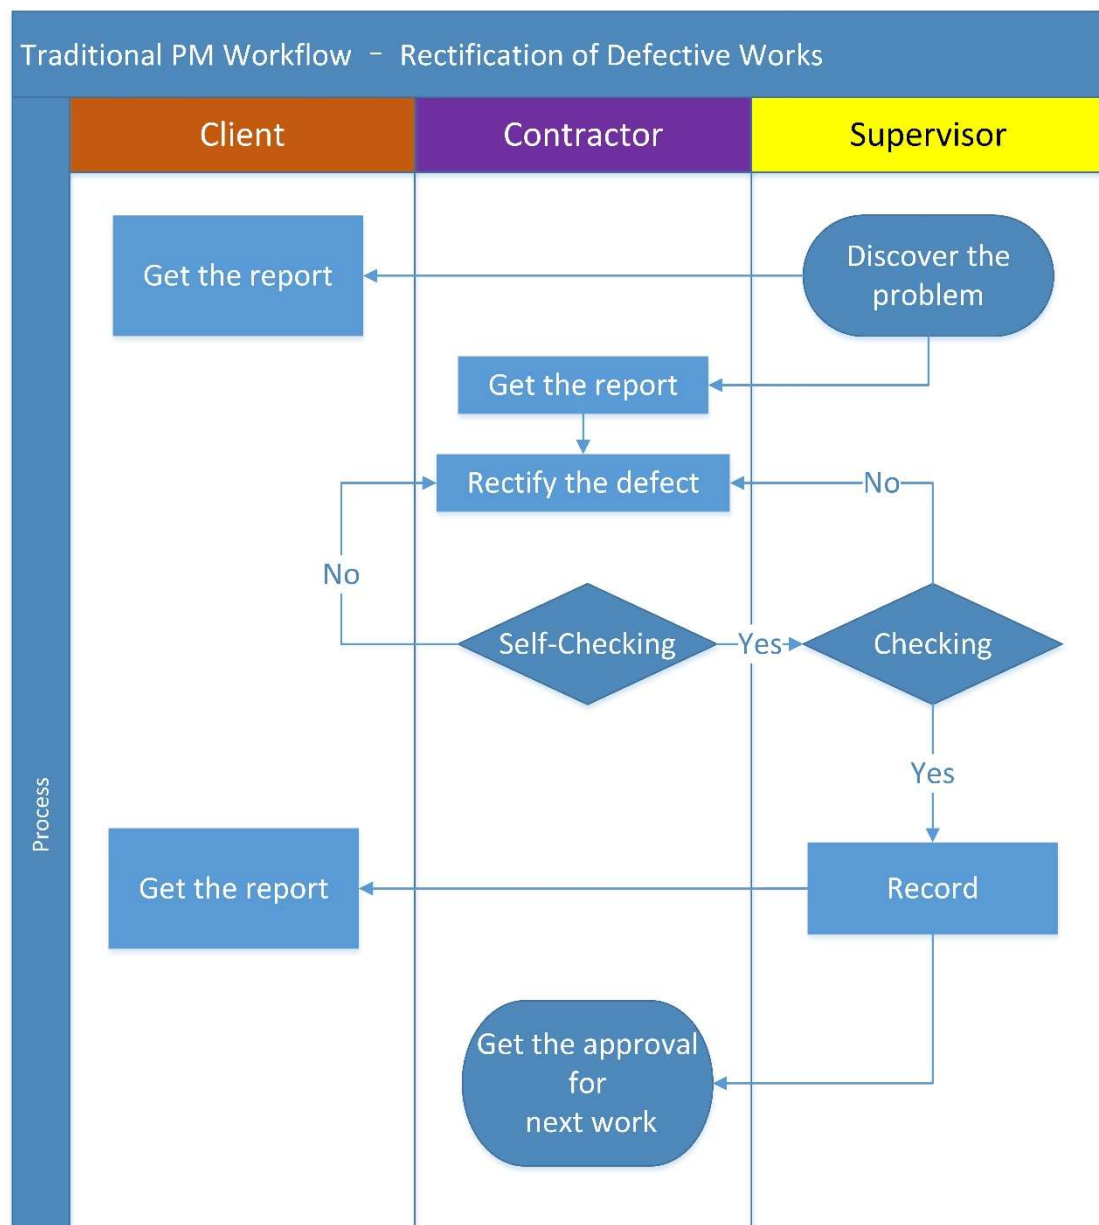 Traditional PM Workflow – Rectification of Defective Works
Client
Contractor
Supervisor
Process
Get the report
Discover the
problem
Get the report
Rectify the defect
No
No
Self-Checking
Yes
Checking
Yes
Get the report
Record
Get the approval
for
next work